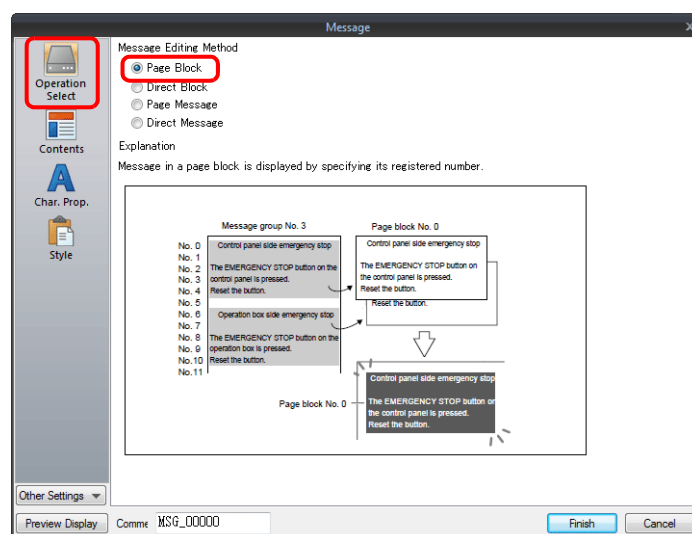 Message
X
Operation
Select
Contents
Char. Prop.
Style
Other Settings
Preview Display
Message Editing Method
Page Block
Direct Block
Page Message
Direct Message
Explanation
Message in a page block is displayed by specifying its registered number.
Message group No. 3
No. 0 Control panel side emergency stop
No. 1
No. 2 The EMERGENCY STOP button on the
No. 3 control panel is pressed.
No. 4 Reset the button.
No. 5
No. 6 Operation box side emergency stop
No. 7
No. 8 The EMERGENCY STOP button on the
No. 9 operation box is pressed.
No.10 Reset the button.
No.11
Page block No. 0
Control panel side emergency stop
The EMERGENCY STOP button on
the control panel is pressed.
Reset the button.
Reset the button.
Page block No. 0
Control panel side emergency stop
The EMERGENCY STOP button on
the control panel is pressed.
Reset the button.
Comme MSG_00000
Finish
Cancel